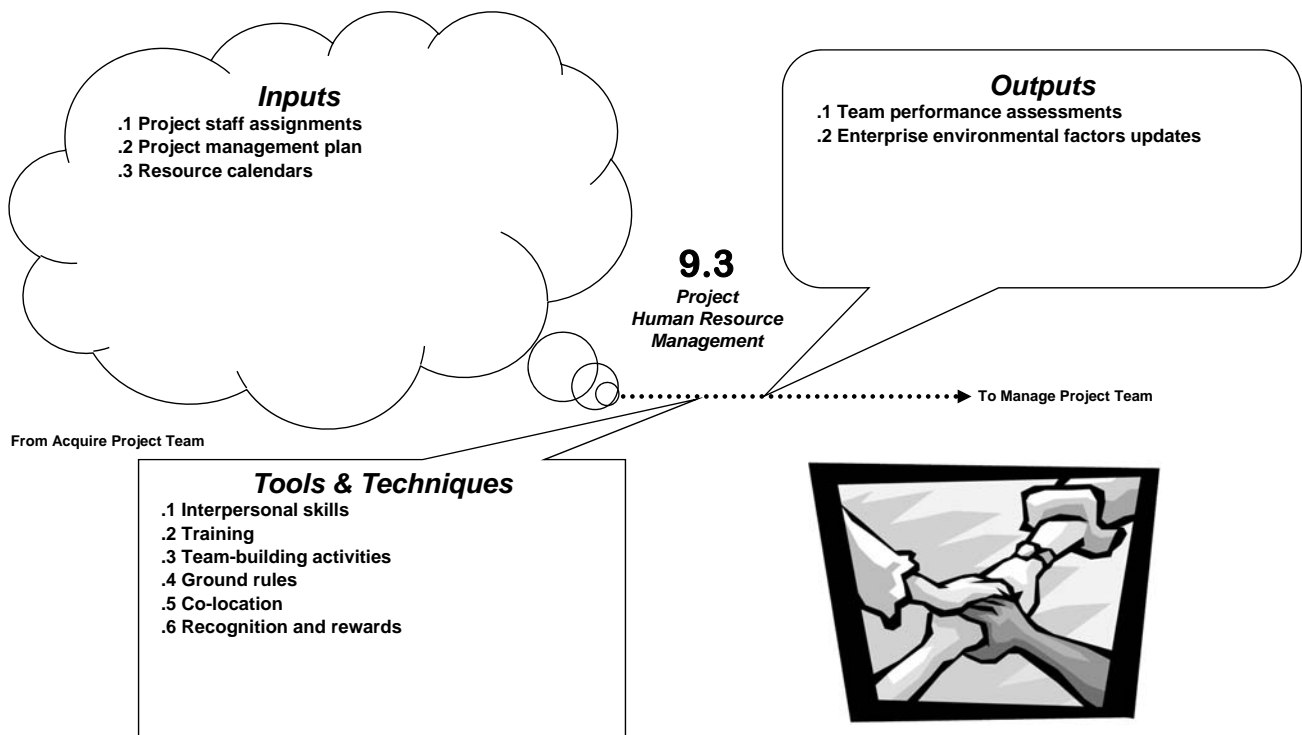 Inputs
.1 Project staff assignments
.2 Project management plan
.3 Resource calendars
Outputs
.1 Team performance assessments
.2 Enterprise environmental factors updates
9.3
Project
Human Resource
Management
To Manage Project Team
From Acquire Project Team
Tools & Techniques
.1 Interpersonal skills
.2 Training
.3 Team-building activities
.4 Ground rules
.5 Co-location
.6 Recognition and rewards